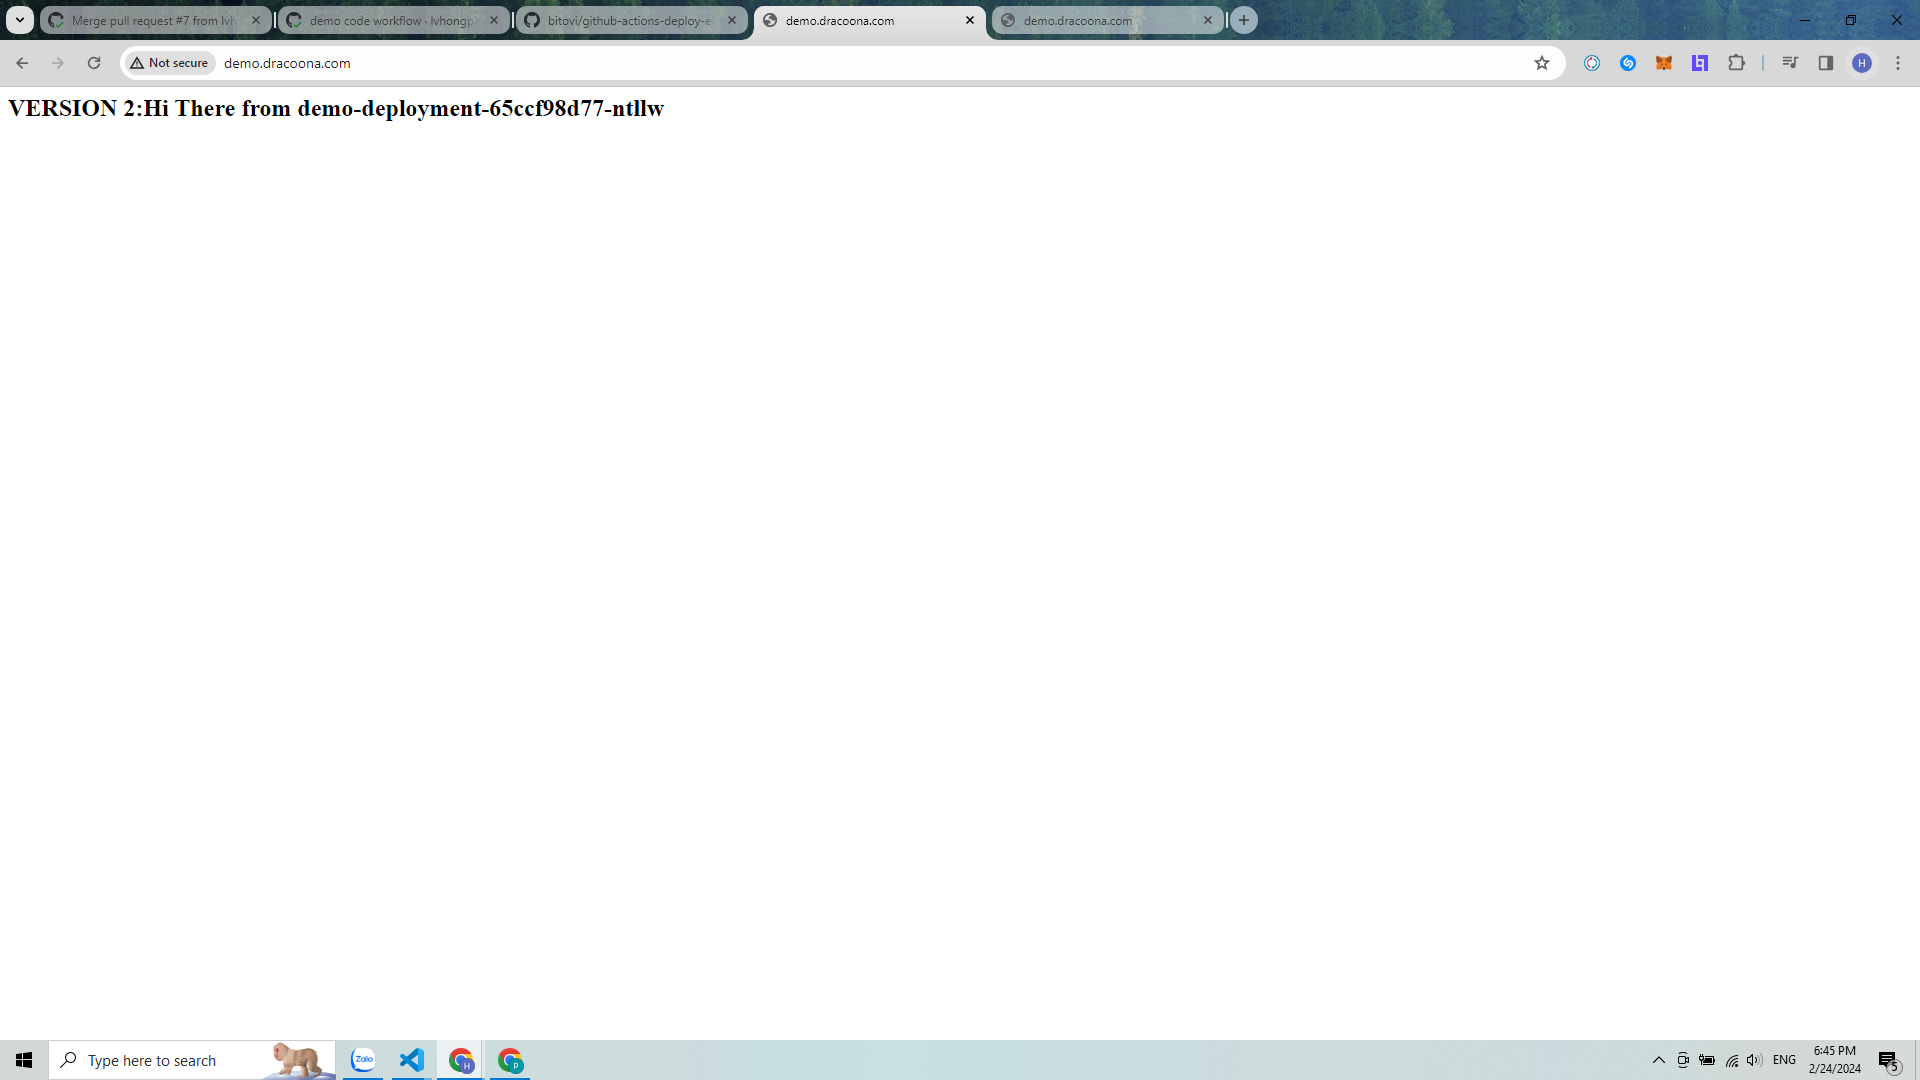 Merge pull request #7 from lvh
demo code workflow · lvhongp
bitovi/github-actions-deploy-e
demo.dracoona.com
demo.dracoona.com
Not secure
demo.dracoona.com
H
VERSION 2:Hi There from demo-deployment-65ccf98d77-ntllw
Type here to search
Zalo
H
P
ENG
6:45 PM
2/24/2024
5